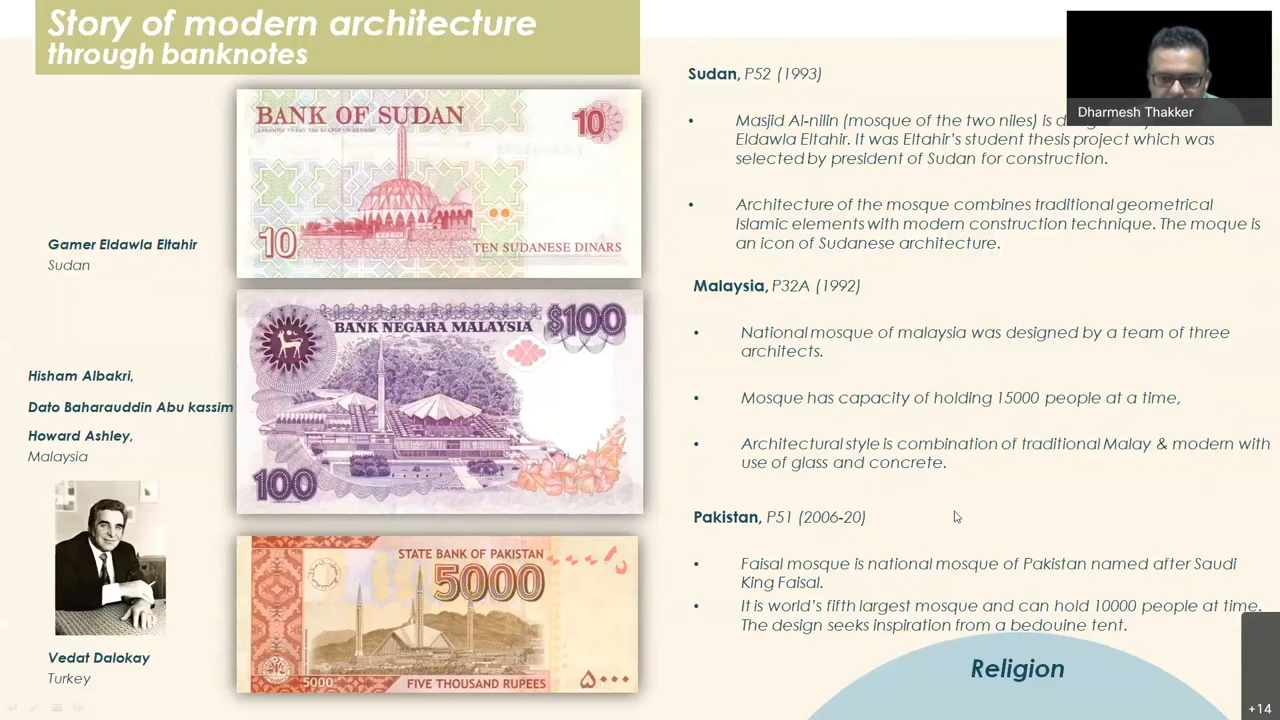 Story of modern architecture
through banknotes
Dharmesh Thakker
Sudan, P52 (1993)
• Masjid Al-nilin (mosque of the two niles) is
Eldawla Eltahir. It was Eltahir's student thesis project which was
selected by president of Sudan for construction.
• Architecture of the mosque combines traditional geometrical
Islamic elements with modern construction technique. The moque is
an icon of Sudanese architecture.
BANK OF SUDAN
10
10
TEN SUDANESE DINARS
Gamer Eldawla Eltahir
Sudan
Malaysia, P32A (1992)
• National mosque of malaysia was designed by a team of three
architects.
• Mosque has capacity of holding 15000 people at a time,
• Architectural style is combination of traditional Malay & modern with
use of glass and concrete.
BANK NEGARA MALAYSIA
$100
100
Hisham Albakri,
Dato Baharauddin Abu kassim
Howard Ashley,
Malaysia
Pakistan, P51 (2006-20)
• Faisal mosque is national mosque of Pakistan named after Saudi
King Faisal.
• It is world's fifth largest mosque and can hold 10000 people at time.
The design seeks inspiration from a bedouine tent.
STATE BANK OF PAKISTAN
5000
5000
FIVE THOUSAND RUPEES
۵۰۰۰
Vedat Dalokay
Turkey
Religion
+14